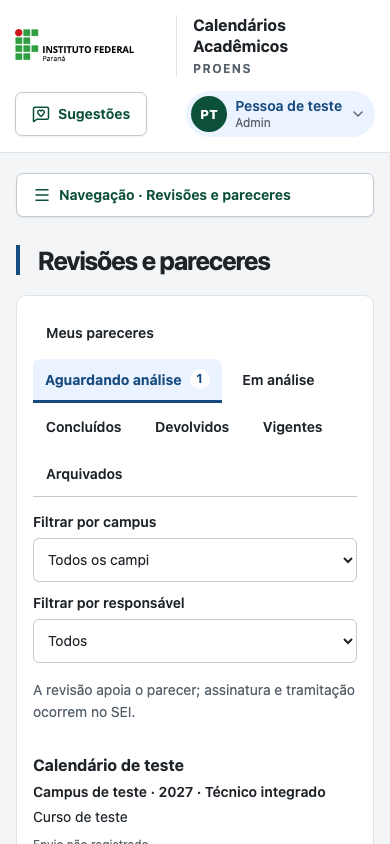 INSTITUTO FEDERAL
Paraná
Calendários
Acadêmicos
PROENS
Sugestões
PT
Pessoa de teste
Admin
Navegação · Revisões e pareceres
Revisões e pareceres
Meus pareceres
Aguardando análise 1
Em análise
Concluídos
Devolvidos
Vigentes
Arquivados
Filtrar por campus
Todos os campi
Filtrar por responsável
Todos
A revisão apoia o parecer; assinatura e tramitação
ocorrem no SEI.
Calendário de teste
Campus de teste · 2027 · Técnico integrado
Curso de teste
Envio não registrado